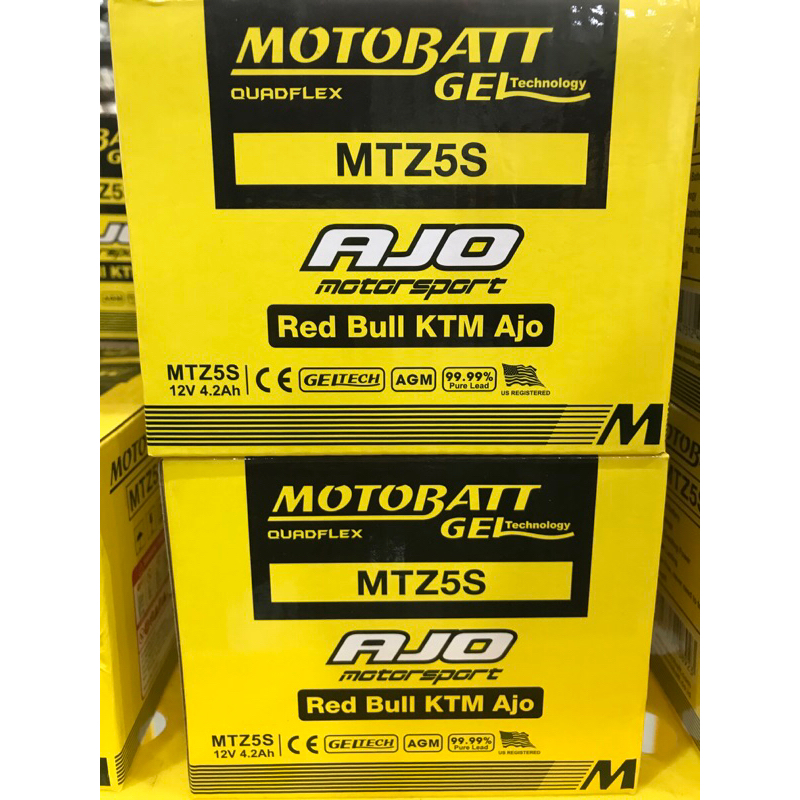 MOTOBATT
QUADFLEX GEL Technology
MTZ5S
AJO
motorsport
Red Bull KTM Ajo
MTZ5S
12V 4.2Ah
CE GELTECH AGM 99.99%
Pure Lead
US REGISTERED
M
MOTOBATT
QUADFLEX GEL Technology
MTZ5S
AJO
motorsport
Red Bull KTM Ajo
MTZ5S
12V 4.2Ah
CE GELTECH AGM 99.99%
Pure Lead
US REGISTERED
M